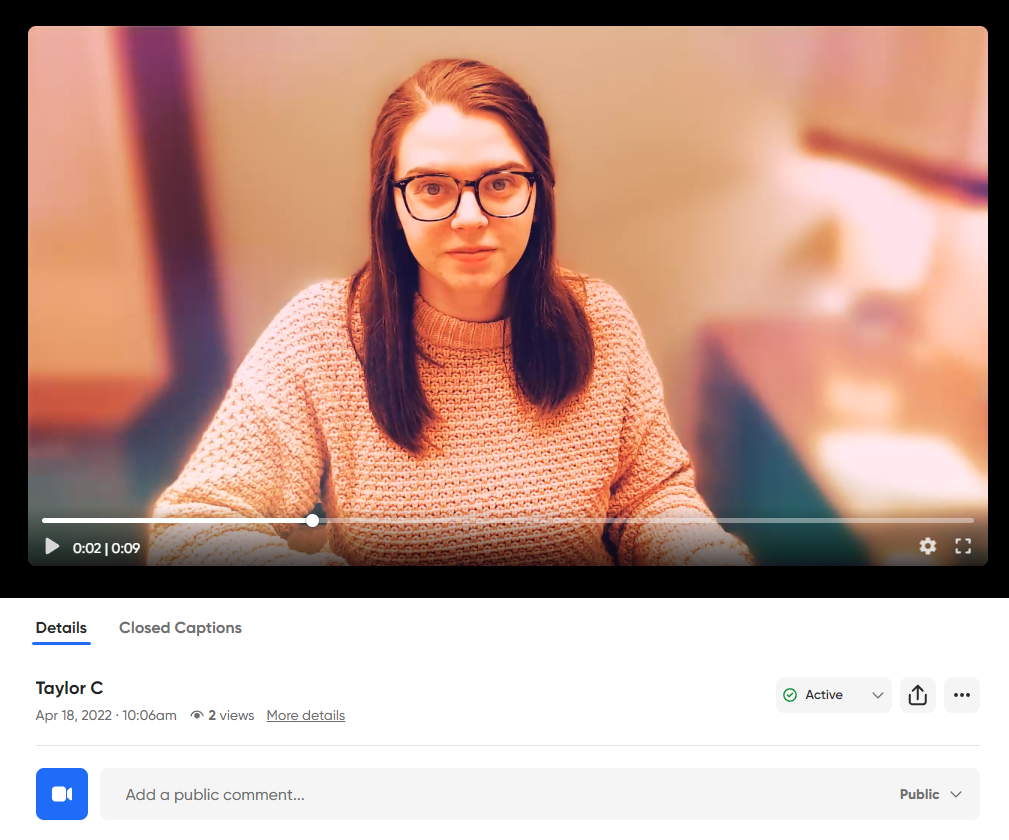 0:02 | 0:09
Details Closed Captions
Taylor C
Active
Apr 18, 2022 · 10:06am 2 views More details
Add a public comment... Public